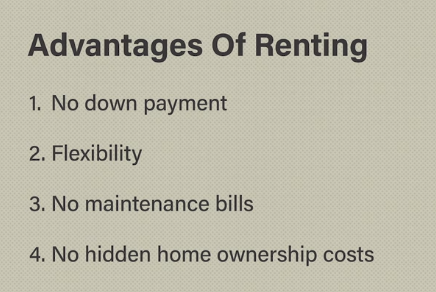 Advantages Of Renting
1. No down payment
2. Flexibility
3. No maintenance bills
4. No hidden home ownership costs